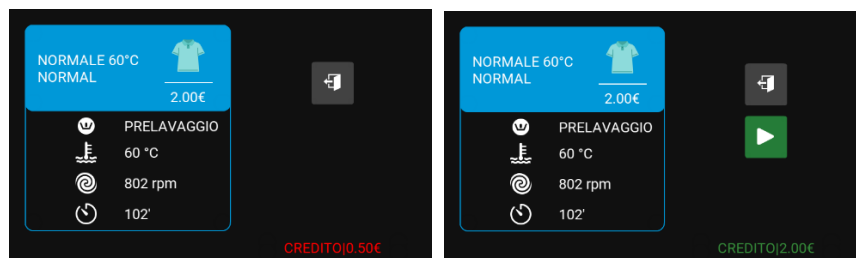 NORMALE 60°C
NORMAL
2.00€
PRELAVAGGIO
60 °C
802 rpm
102'
CREDITO|0.50€
NORMALE 60°C
NORMAL
2.00€
PRELAVAGGIO
60 °C
802 rpm
102'
CREDITO|2.00€